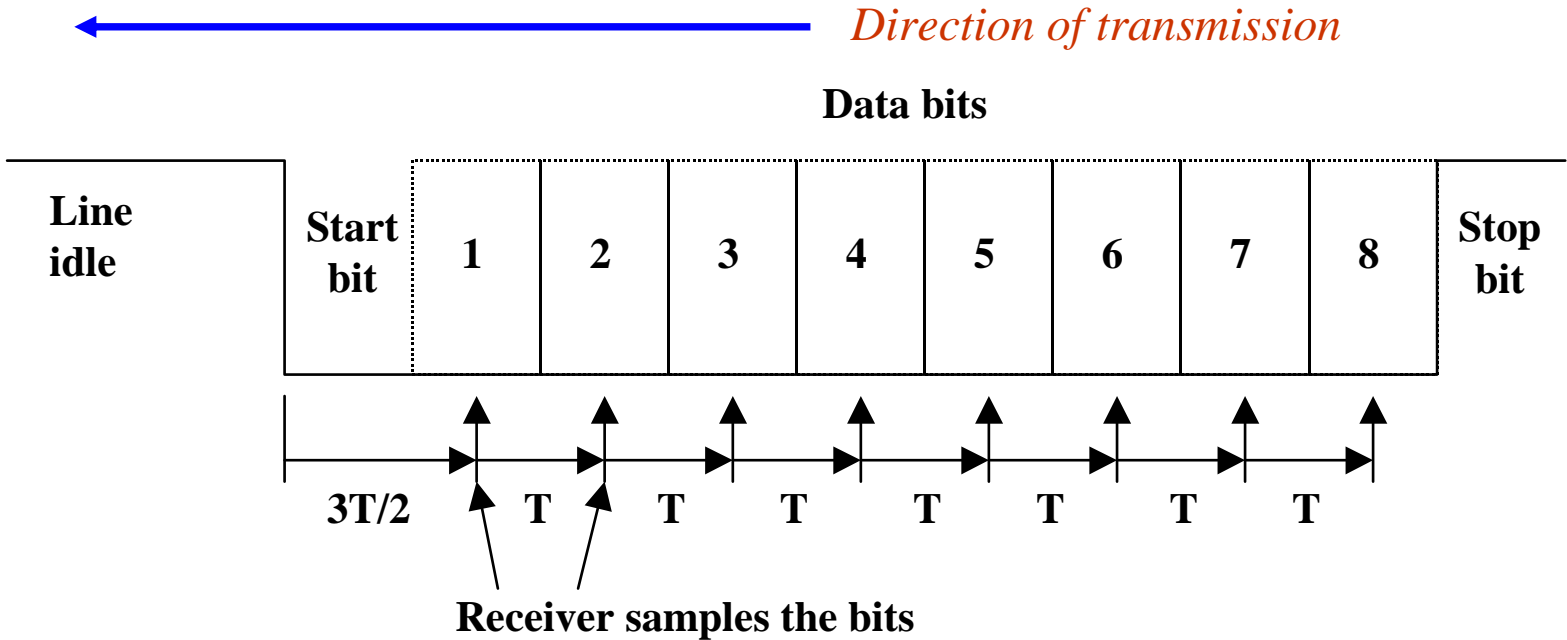 Direction of transmission
Data bits
Line
idle
Start
bit
1 2 3 4 5 6 7 8
Stop
bit
3T/2 T T T T T T T
Receiver samples the bits